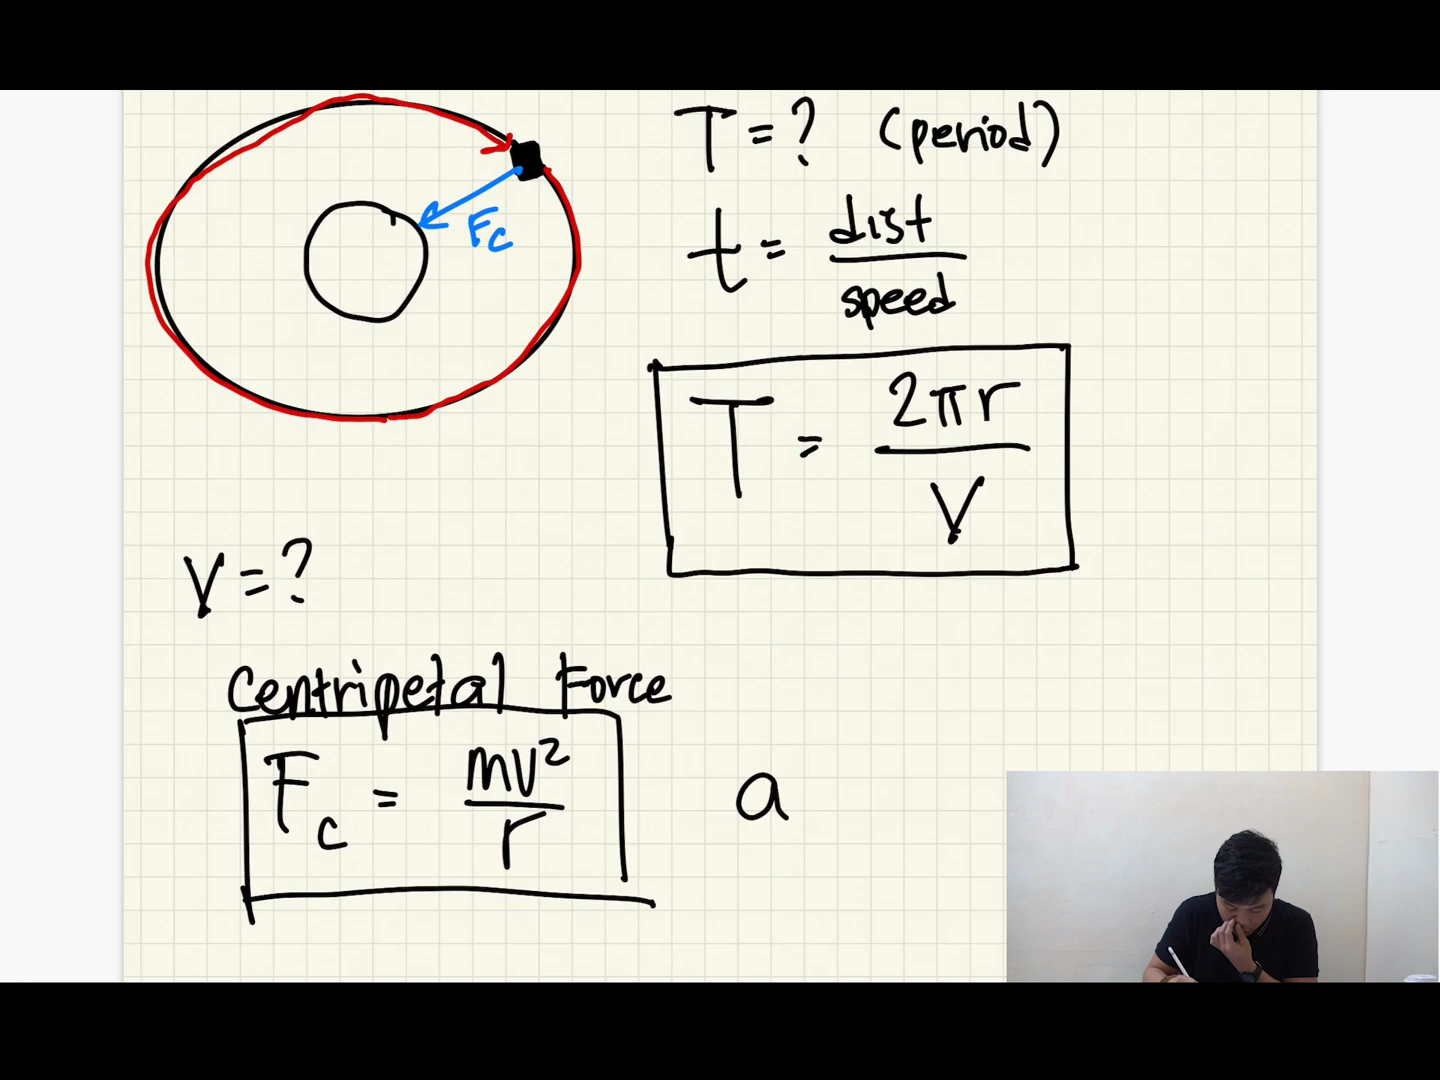 Fc
T = ? (period)
t = dist / speed
T = 2πr / V
V = ?
Centripetal Force
Fc = mv² / r
a